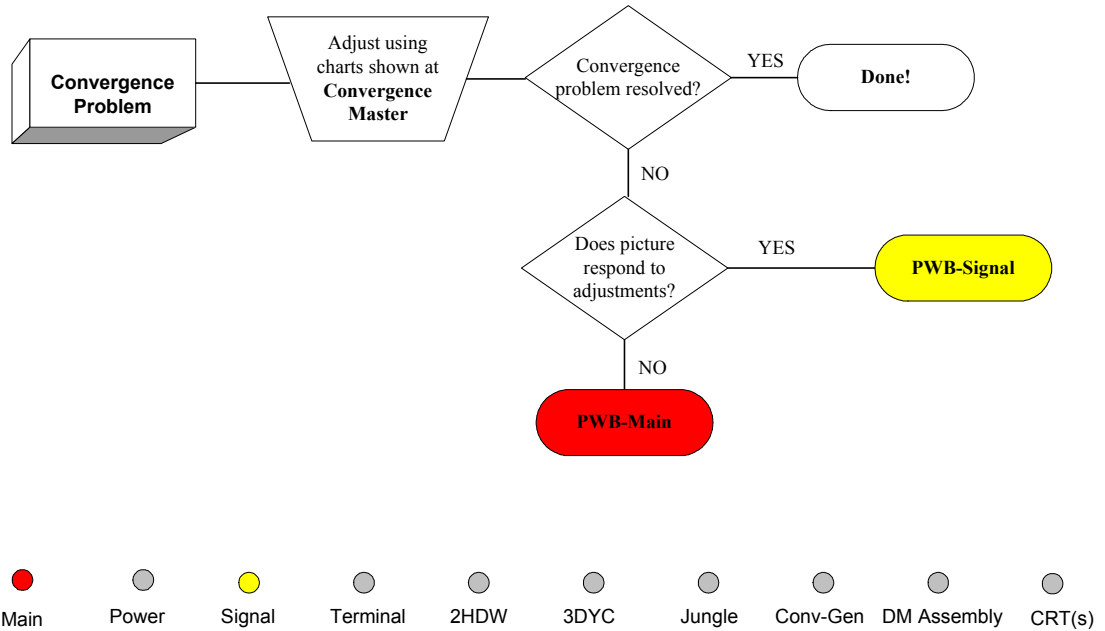 Convergence
Problem
Adjust using
charts shown at
Convergence
Master
Convergence
problem resolved?
YES
Done!
NO
Does picture
respond to
adjustments?
YES
PWB-Signal
NO
PWB-Main
Main
Power
Signal
Terminal
2HDW
3DYC
Jungle
Conv-Gen
DM Assembly
CRT(s)